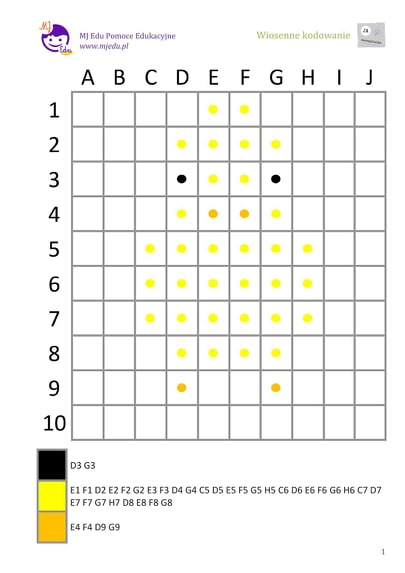 MJ
Edu
MJ Edu Pomoce Edukacyjne
www.mjedu.pl
Wiosenne kodowanie
A B C D E F G H I J
1
2
3
4
5
6
7
8
9
10
D3 G3
E1 F1 D2 E2 F2 G2 E3 F3 D4 G4 C5 D5 E5 F5 G5 H5 C6 D6 E6 F6 G6 H6 C7 D7
E7 F7 G7 H7 D8 E8 F8 G8
E4 F4 D9 G9
1